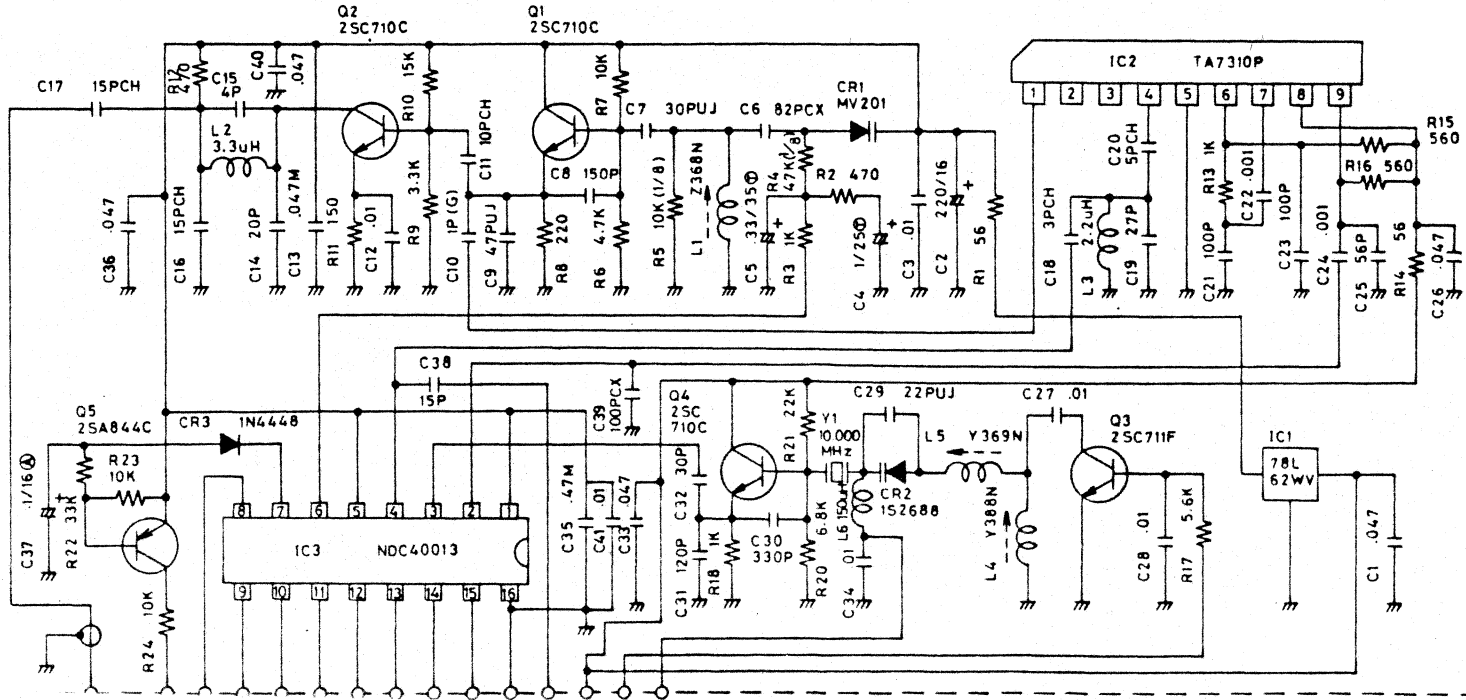 Q2
2SC710C
Q1
2SC710C
IC2 TA7310P
1 2 3 4 5 6 7 8 9
C17 15PCH
R12
470
C15
4P
C40
.047
R10
15K
R7
10K
C7 30PUJ
C6 82PCX
CR1
MV201
L2
3.3uH
C11 10PCH
R4
47K(1/8)
R2 470
C20
5PCH
R13 1K
C22 .001
R15
560
R16 560
C36 .047
C16 15PCH
C14 20P
C13 .047M
R11 150
C12 .01
R9 3.3K
C10 1P(G)
C9 47PUJ
C8 150P
R8 220
R6 4.7K
R5 10K(1/8)
L1 Z368N
C5 .33/35Ⓣ
R3 1K
C4 1/25Ⓣ
C3 .01
C2 220/16
R1 56
C18 3PCH
L3 2.2uH
C19 27P
C21 100P
C23 100P
C24 .001
C25 56P
R14 56
C26 .047
C38
15P
Q5
2SA844C
CR3 1N4448
C39
100PCX
Q4
2SC
710C
R21 22K
Y1
10.000
MHz
C29 22PUJ
L5 Y369N
C27 .01
Q3
2SC711F
IC1
78L
62WV
R23
10K
C37 .1/16Ⓐ
R22 33K
8 7 6 5 4 3 2 1
IC3 NDC40013
9 10 11 12 13 14 15 16
C35 .47M
C41 .01
C33 .047
C32 30P
C31 120P
R18 1K
C30
330P
R20 6.8K
L6 150uH
CR2
1S2688
C34 .01
L4 Y388N
C28 .01
R17 5.6K
C1 .047
R24 10K